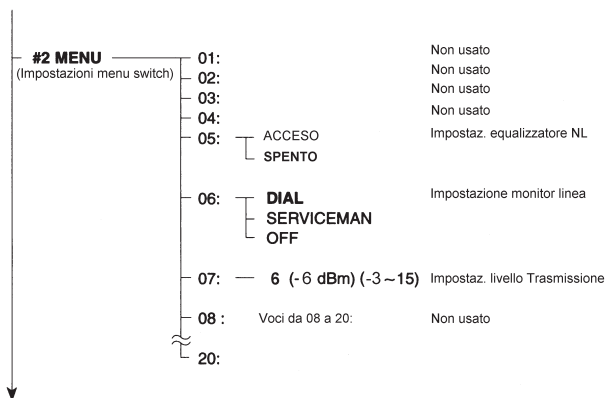 #2 MENU
(Impostazioni menu switch)
01: Non usato
02: Non usato
03: Non usato
04: Non usato
05: ACCESO Impostaz. equalizzatore NL
SPENTO
06: DIAL Impostazione monitor linea
SERVICEMAN
OFF
07: 6 (-6 dBm) (-3~15) Impostaz. livello Trasmissione
08 : Voci da 08 a 20: Non usato
20: